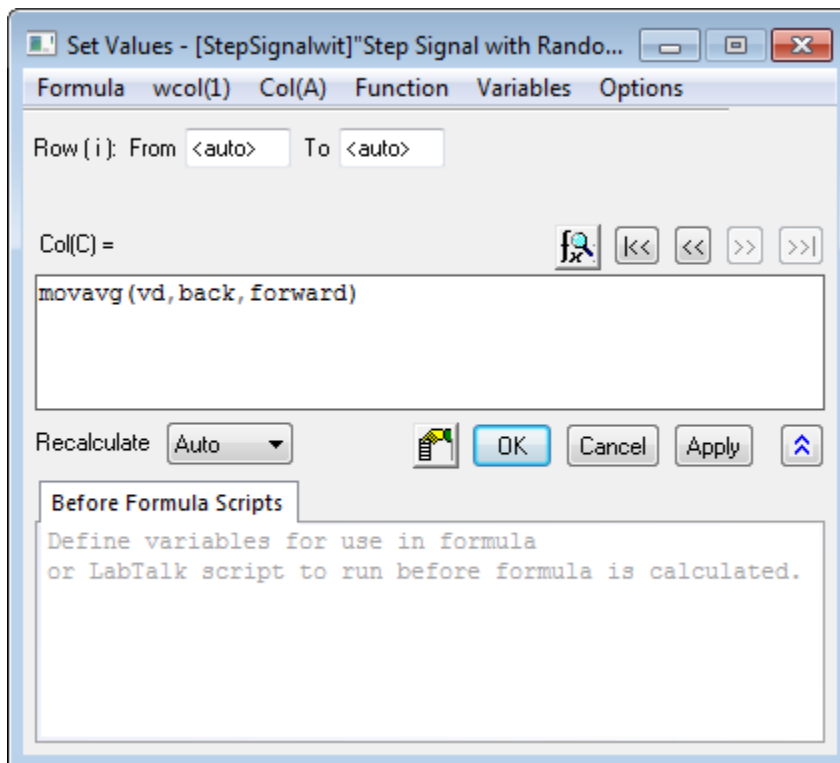 Set Values - [StepSignalwit]"Step Signal with Rando...
Formula wcol(1) Col(A) Function Variables Options
Row ( i ): From <auto> To <auto>
Col(C) =
|<< << >> >>|
movavg(vd,back,forward)
Recalculate Auto OK Cancel Apply
Before Formula Scripts
Define variables for use in formula
or LabTalk script to run before formula is calculated.